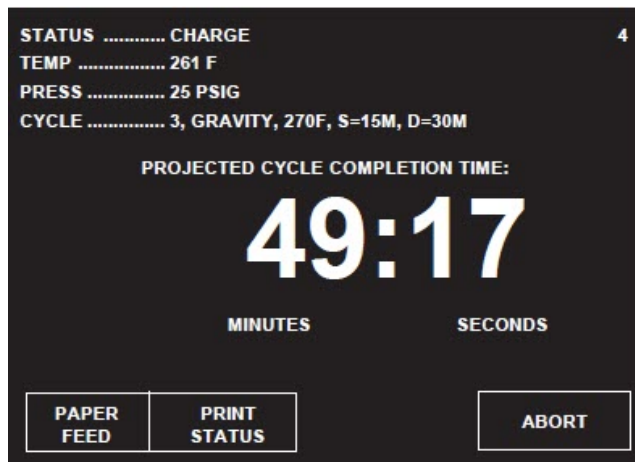 STATUS ............ CHARGE 4
TEMP ................. 261 F
PRESS ............... 25 PSIG
CYCLE ............... 3, GRAVITY, 270F, S=15M, D=30M
PROJECTED CYCLE COMPLETION TIME:
49:17
MINUTES SECONDS
PAPER FEED PRINT STATUS ABORT